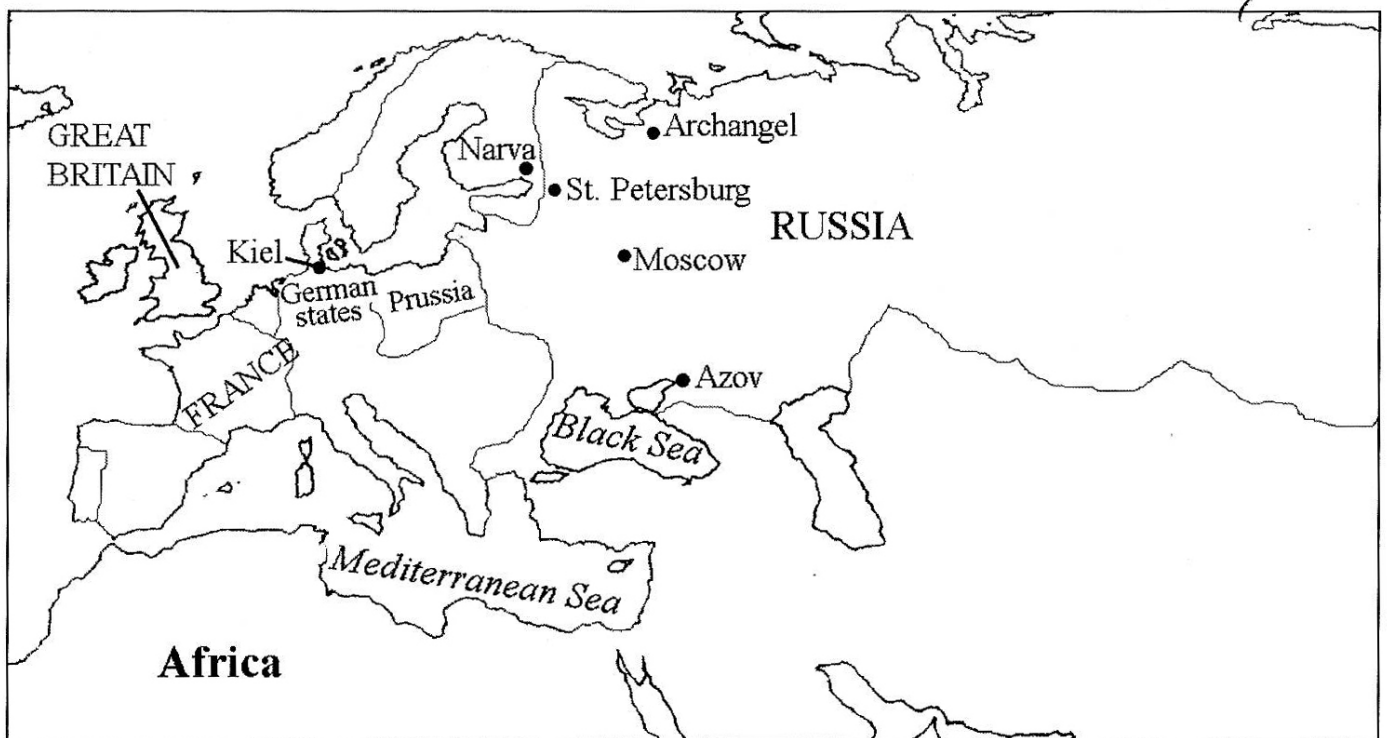 GREAT
BRITAIN
Archangel
Narva
St. Petersburg
RUSSIA
Kiel
Moscow
German
states
Prussia
FRANCE
Azov
Black Sea
Mediterranean Sea
Africa